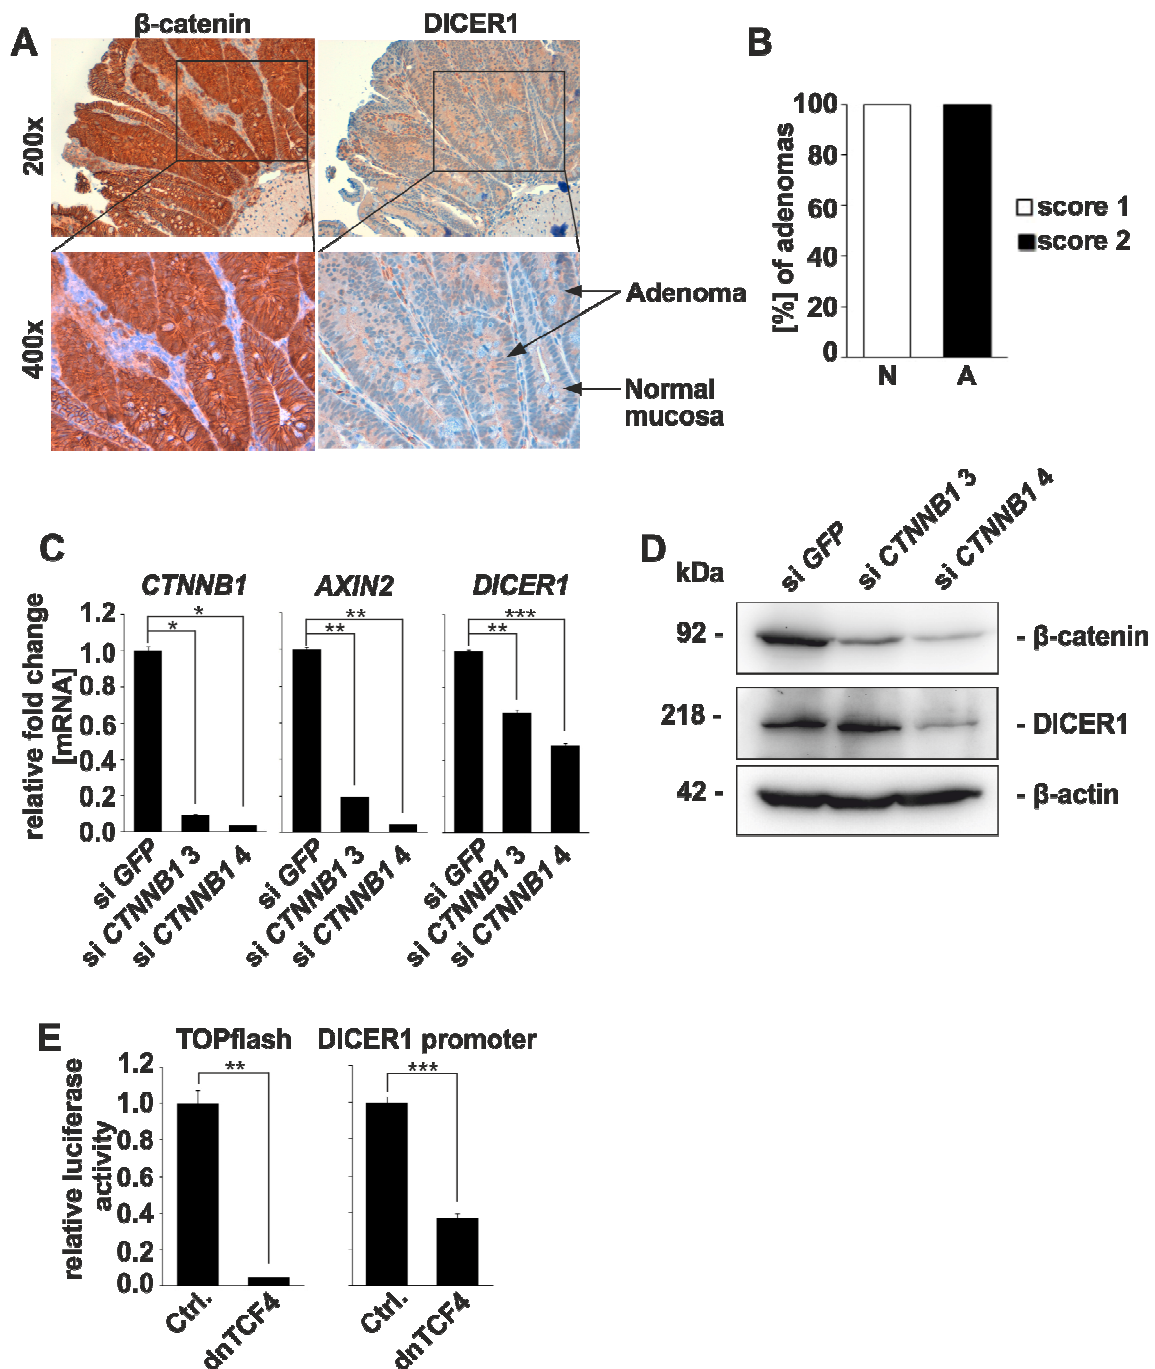 A
β-catenin
DICER1
200x
400x
Adenoma
Normal
mucosa
B
[%] of adenomas
100
80
60
40
20
0
N
A
score 1
score 2
C
CTNNB1
AXIN2
DICER1
relative fold change
[mRNA]
1.2
1.0
0.8
0.6
0.4
0.2
0.0
*
*
**
**
***
**
si GFP
si CTNNB1 3
si CTNNB1 4
si GFP
si CTNNB1 3
si CTNNB1 4
si GFP
si CTNNB1 3
si CTNNB1 4
D
kDa
si GFP
si CTNNB1 3
si CTNNB1 4
92 -
- β-catenin
218 -
- DICER1
42 -
- β-actin
E
TOPflash
DICER1 promoter
relative luciferase
activity
1.2
1.0
0.8
0.6
0.4
0.2
0.0
**
***
Ctrl.
dnTCF4
Ctrl.
dnTCF4